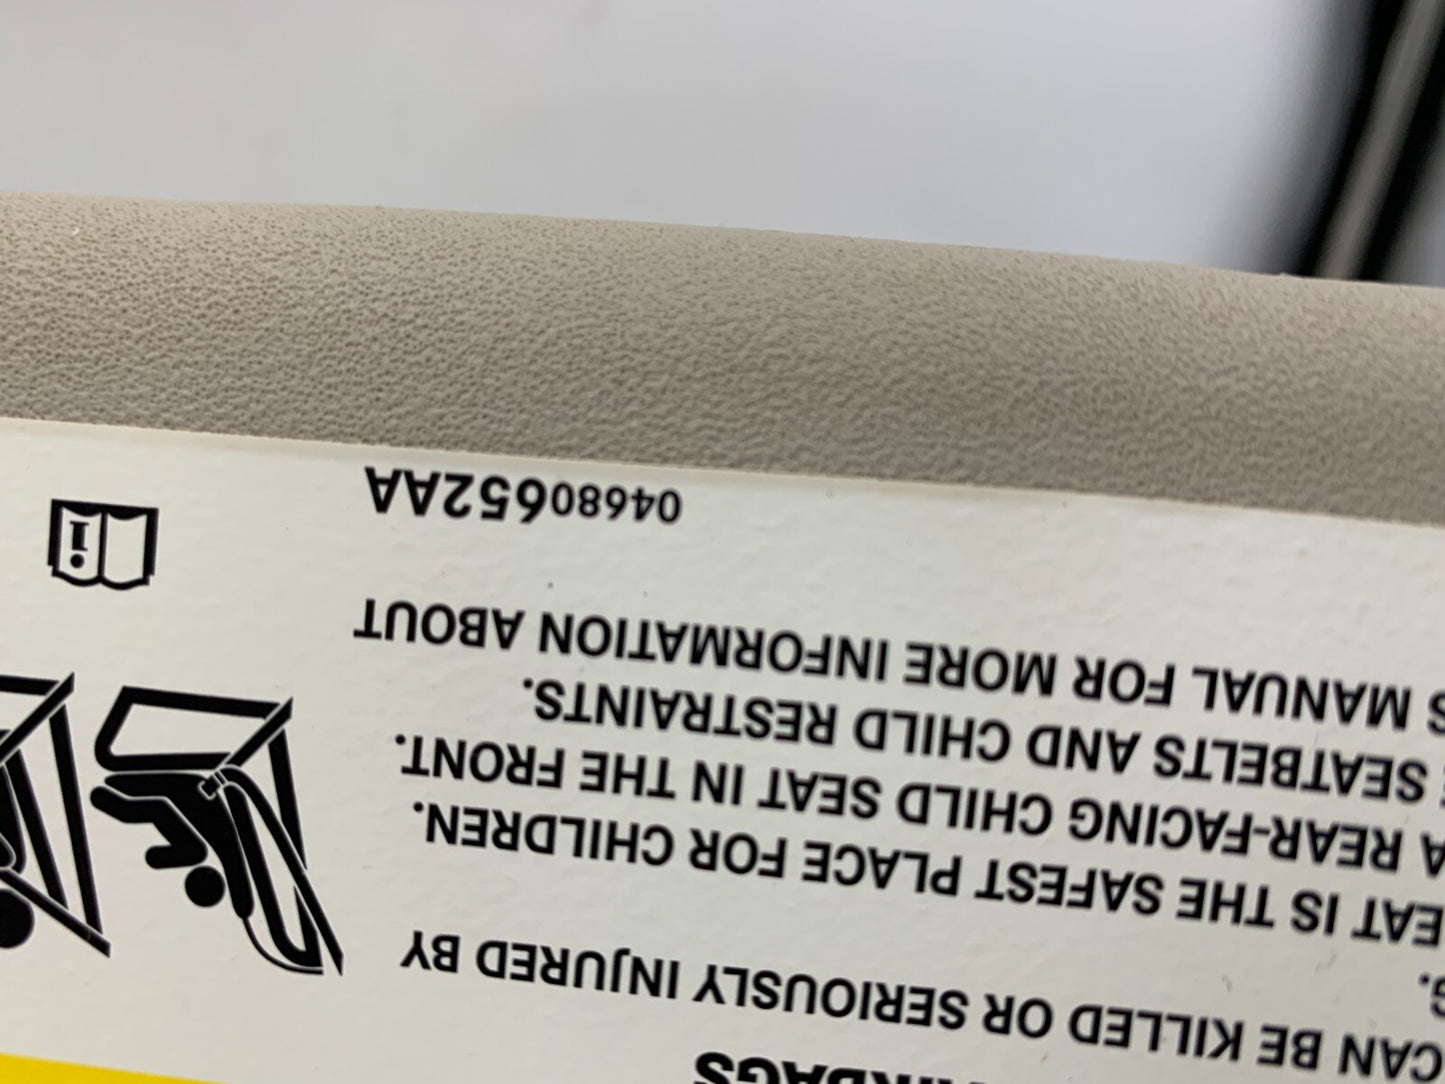 CAN BE KILLED OR SERIOUSLY INJURED BY
IS THE SAFEST PLACE FOR CHILDREN.
A REAR-FACING CHILD SEAT IN THE FRONT.
SEATBELTS AND CHILD RESTRAINTS.
MANUAL FOR MORE INFORMATION ABOUT
04680652AA
i